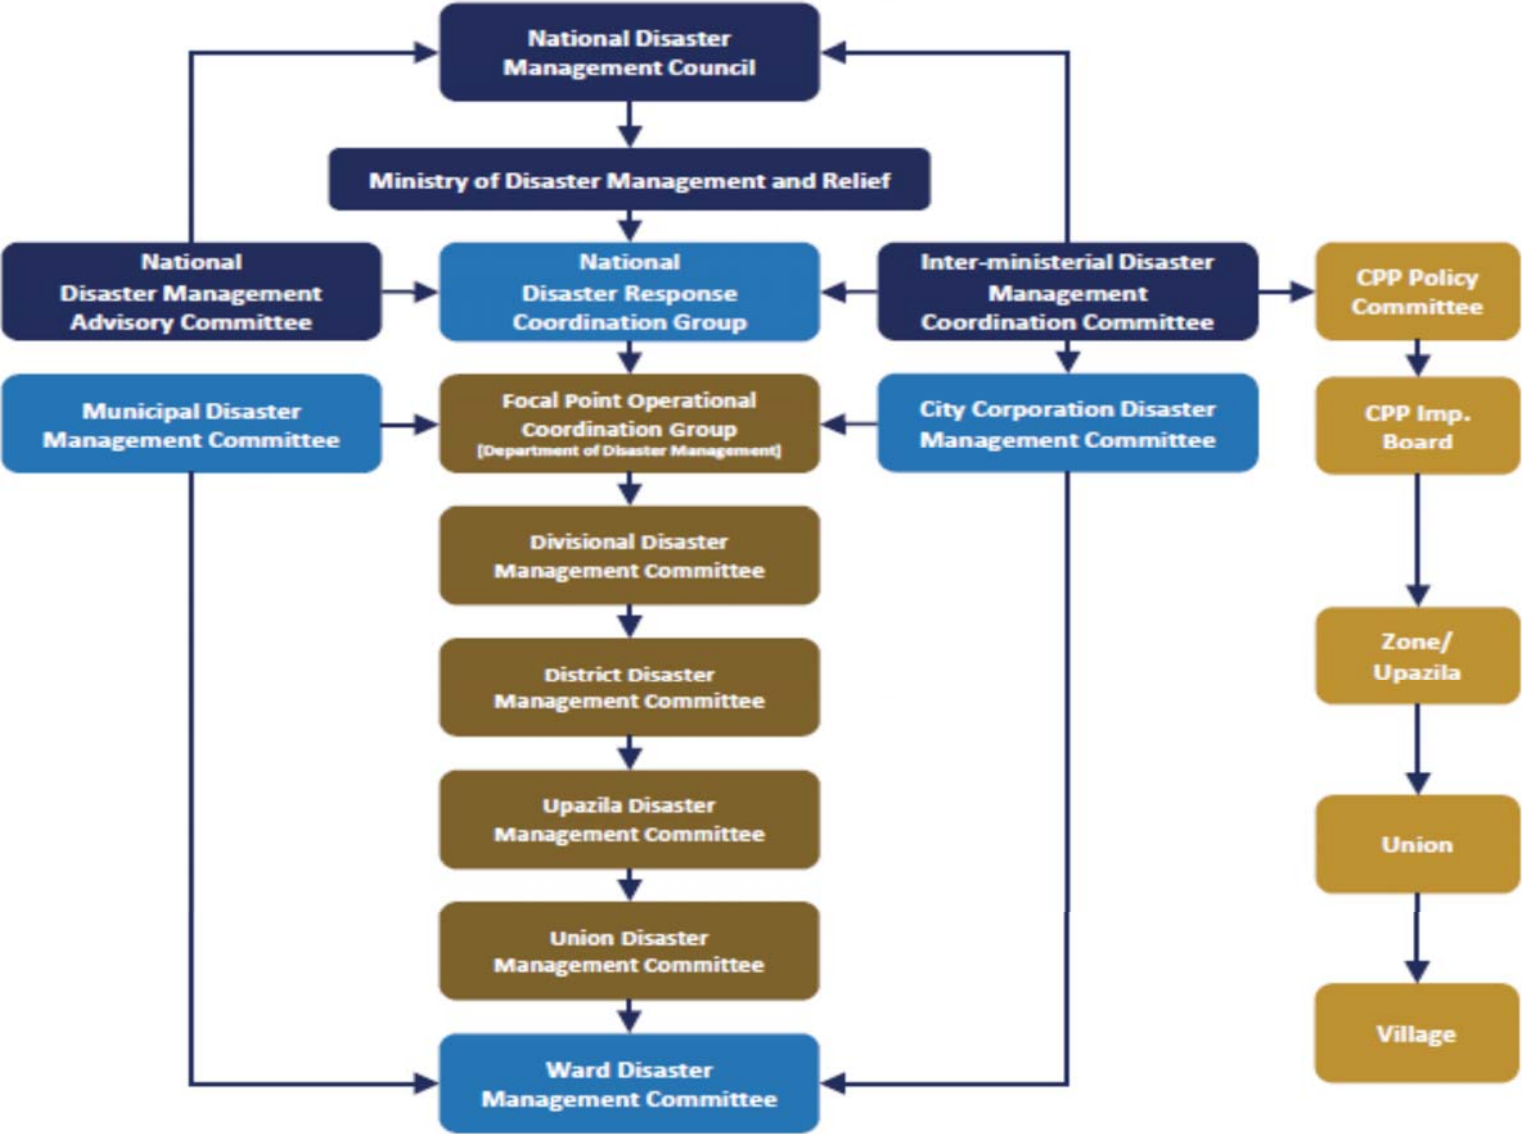 National Disaster
Management Council
Ministry of Disaster Management and Relief
National
Disaster Management
Advisory Committee
National
Disaster Response
Coordination Group
Inter-ministerial Disaster
Management
Coordination Committee
CPP Policy
Committee
Municipal Disaster
Management Committee
Focal Point Operational
Coordination Group
[Department of Disaster Management]
City Corporation Disaster
Management Committee
CPP Imp.
Board
Divisional Disaster
Management Committee
District Disaster
Management Committee
Zone/
Upazila
Upazila Disaster
Management Committee
Union
Union Disaster
Management Committee
Village
Ward Disaster
Management Committee